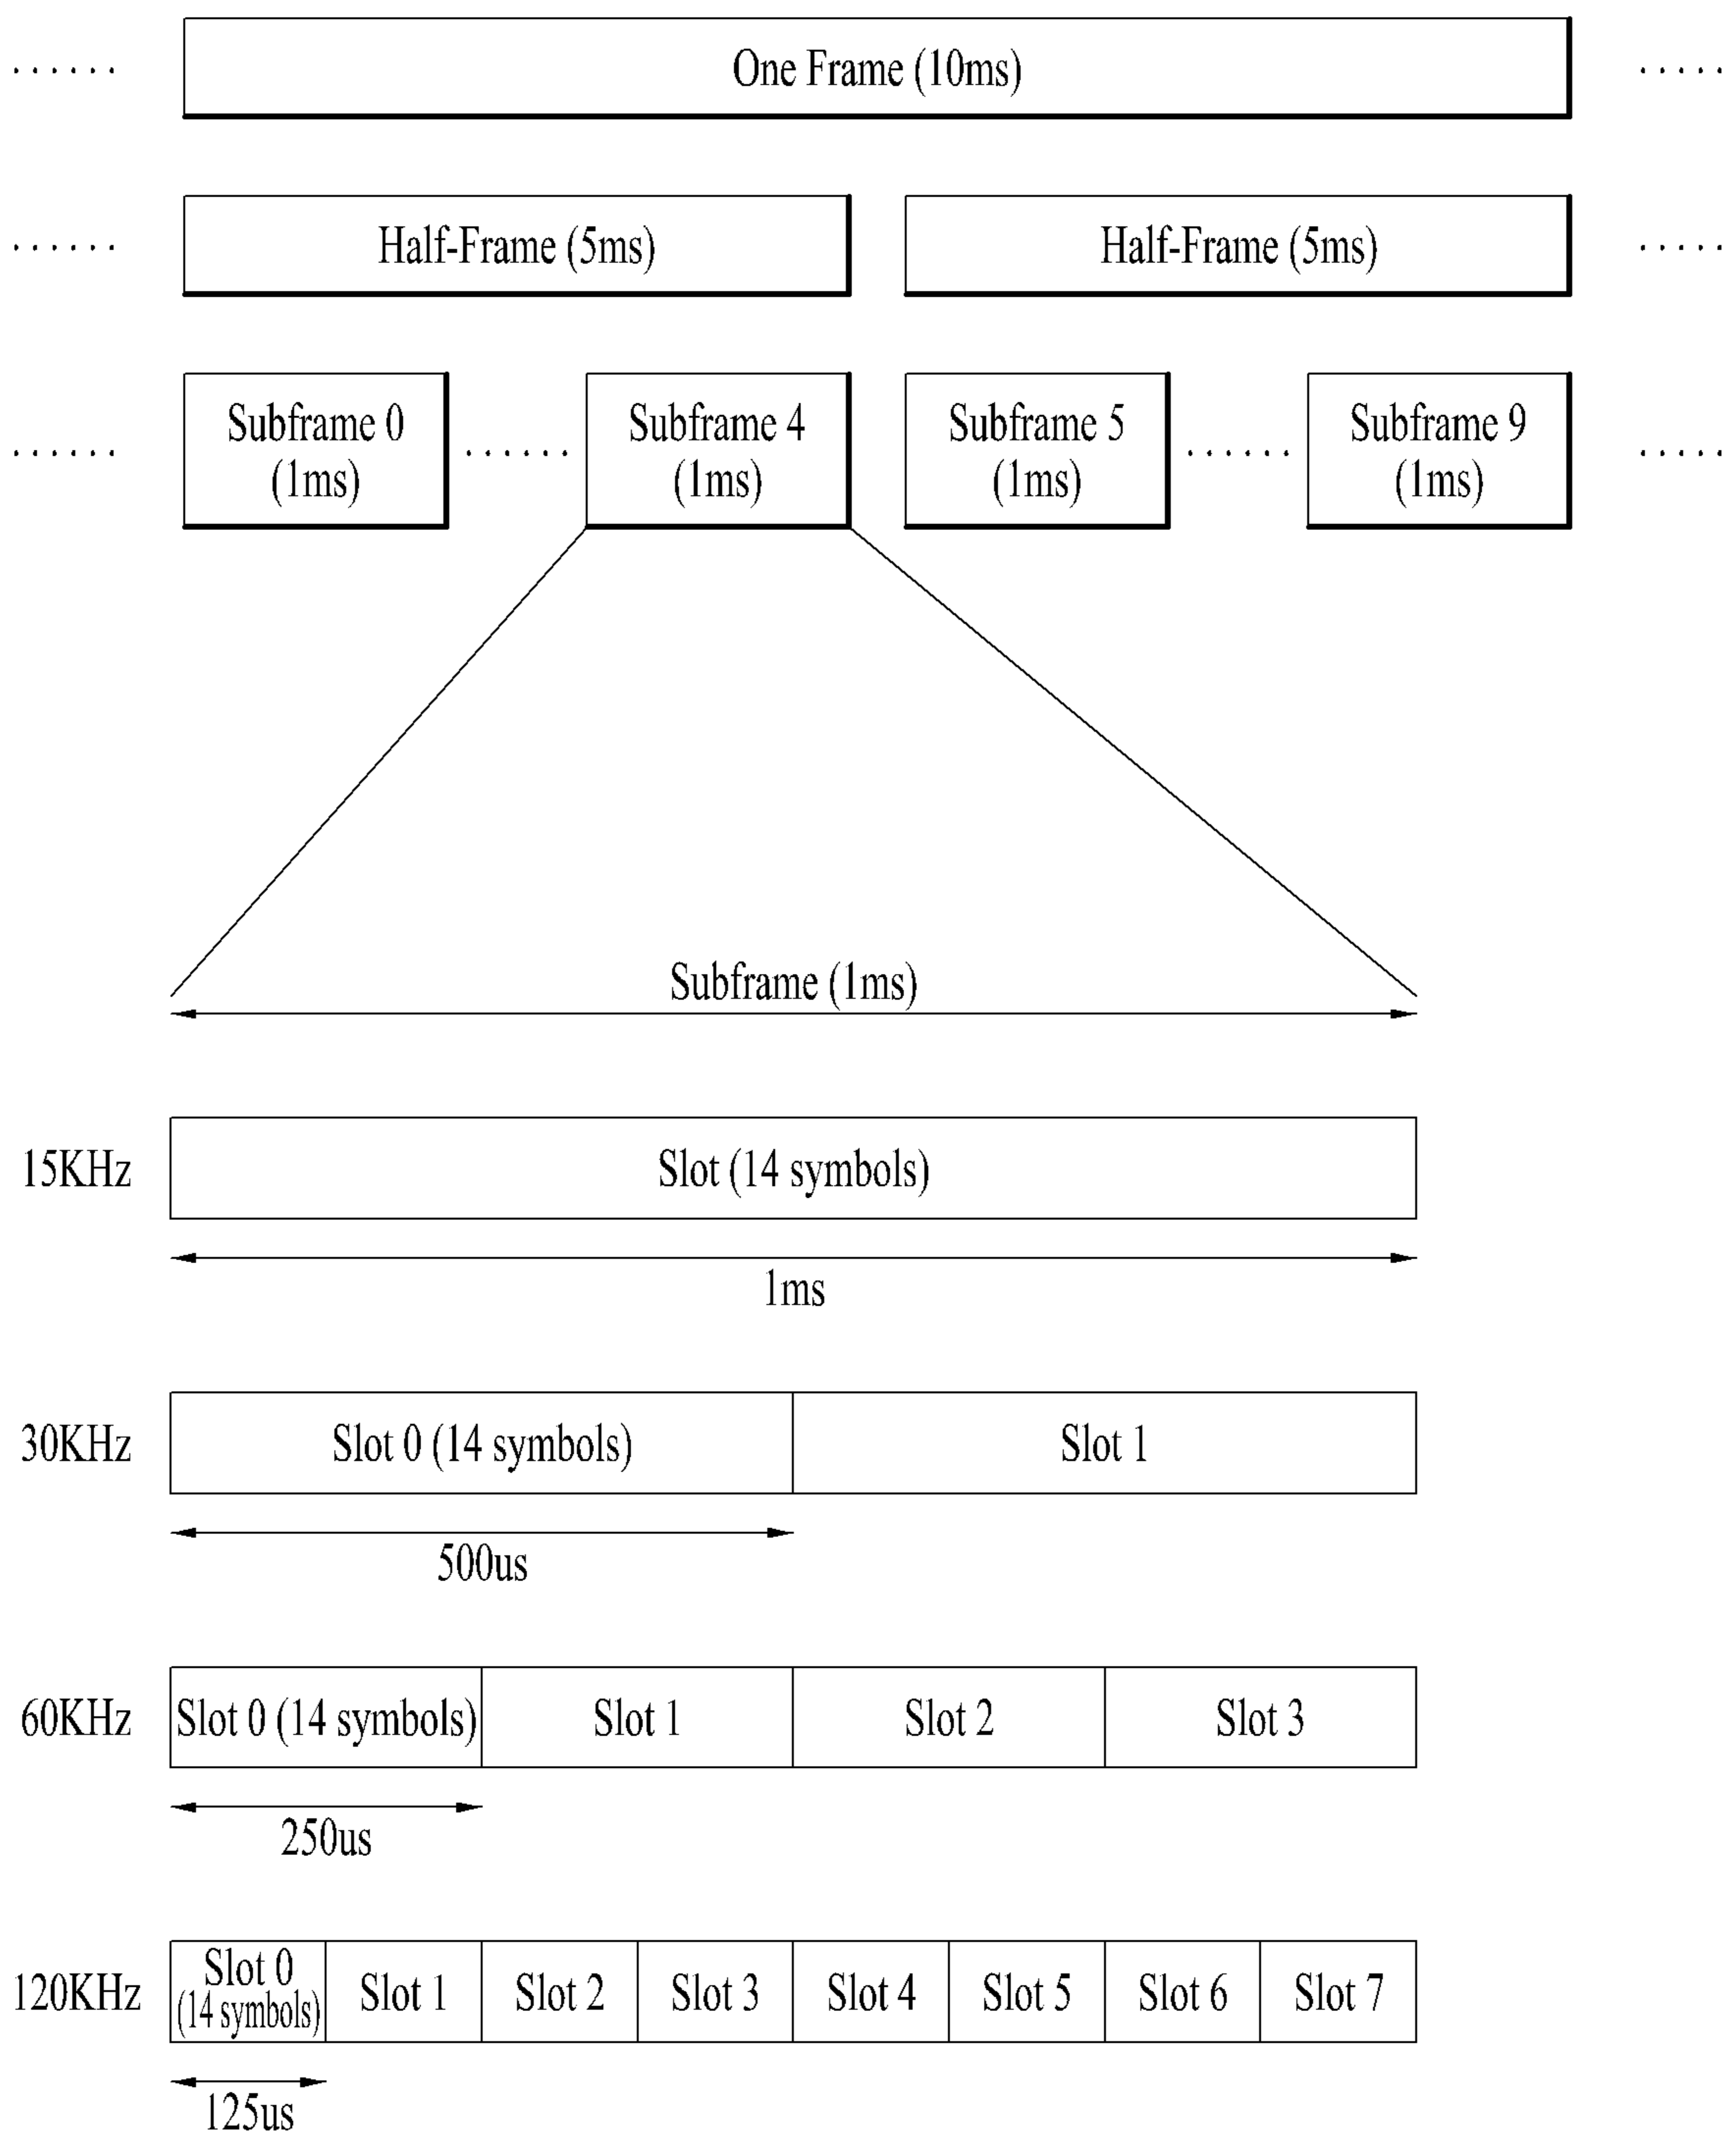 ...... One Frame (10ms) .....
...... Half-Frame (5ms) Half-Frame (5ms) .....
Subframe 0 Subframe 4 Subframe 5 Subframe 9
...... (1ms) ...... (1ms) (1ms) ...... (1ms) .....
Subframe (1ms)
15KHz Slot (14 symbols)
1ms
30KHz Slot 0 (14 symbols) Slot 1
500us
60KHz Slot 0 (14 symbols) Slot 1 Slot 2 Slot 3
250us
120KHz Slot 0 (14 symbols) Slot 1 Slot 2 Slot 3 Slot 4 Slot 5 Slot 6 Slot 7
125us